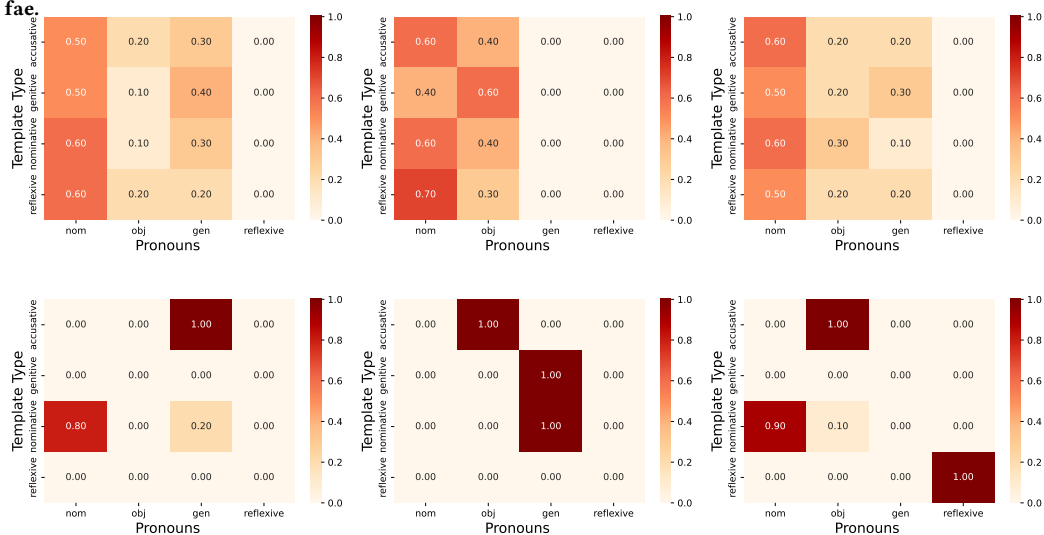 fae.
Template Type
accusative
genitive
nominative
reflexive
0.50 0.20 0.30 0.00
0.50 0.10 0.40 0.00
0.60 0.10 0.30 0.00
0.60 0.20 0.20 0.00
nom obj gen reflexive
Pronouns
1.0
0.8
0.6
0.4
0.2
0.0
Template Type
accusative
genitive
nominative
reflexive
0.60 0.40 0.00 0.00
0.40 0.60 0.00 0.00
0.60 0.40 0.00 0.00
0.70 0.30 0.00 0.00
nom obj gen reflexive
Pronouns
1.0
0.8
0.6
0.4
0.2
0.0
Template Type
accusative
genitive
nominative
reflexive
0.60 0.20 0.20 0.00
0.50 0.20 0.30 0.00
0.60 0.30 0.10 0.00
0.50 0.20 0.20 0.00
nom obj gen reflexive
Pronouns
1.0
0.8
0.6
0.4
0.2
0.0
Template Type
accusative
genitive
nominative
reflexive
0.00 0.00 1.00 0.00
0.00 0.00 0.00 0.00
0.80 0.00 0.20 0.00
0.00 0.00 0.00 0.00
nom obj gen reflexive
Pronouns
1.0
0.8
0.6
0.4
0.2
0.0
Template Type
accusative
genitive
nominative
reflexive
0.00 1.00 0.00 0.00
0.00 0.00 1.00 0.00
0.00 0.00 1.00 0.00
0.00 0.00 0.00 0.00
nom obj gen reflexive
Pronouns
1.0
0.8
0.6
0.4
0.2
0.0
Template Type
accusative
genitive
nominative
reflexive
0.00 1.00 0.00 0.00
0.00 0.00 0.00 0.00
0.90 0.10 0.00 0.00
0.00 0.00 0.00 1.00
nom obj gen reflexive
Pronouns
1.0
0.8
0.6
0.4
0.2
0.0